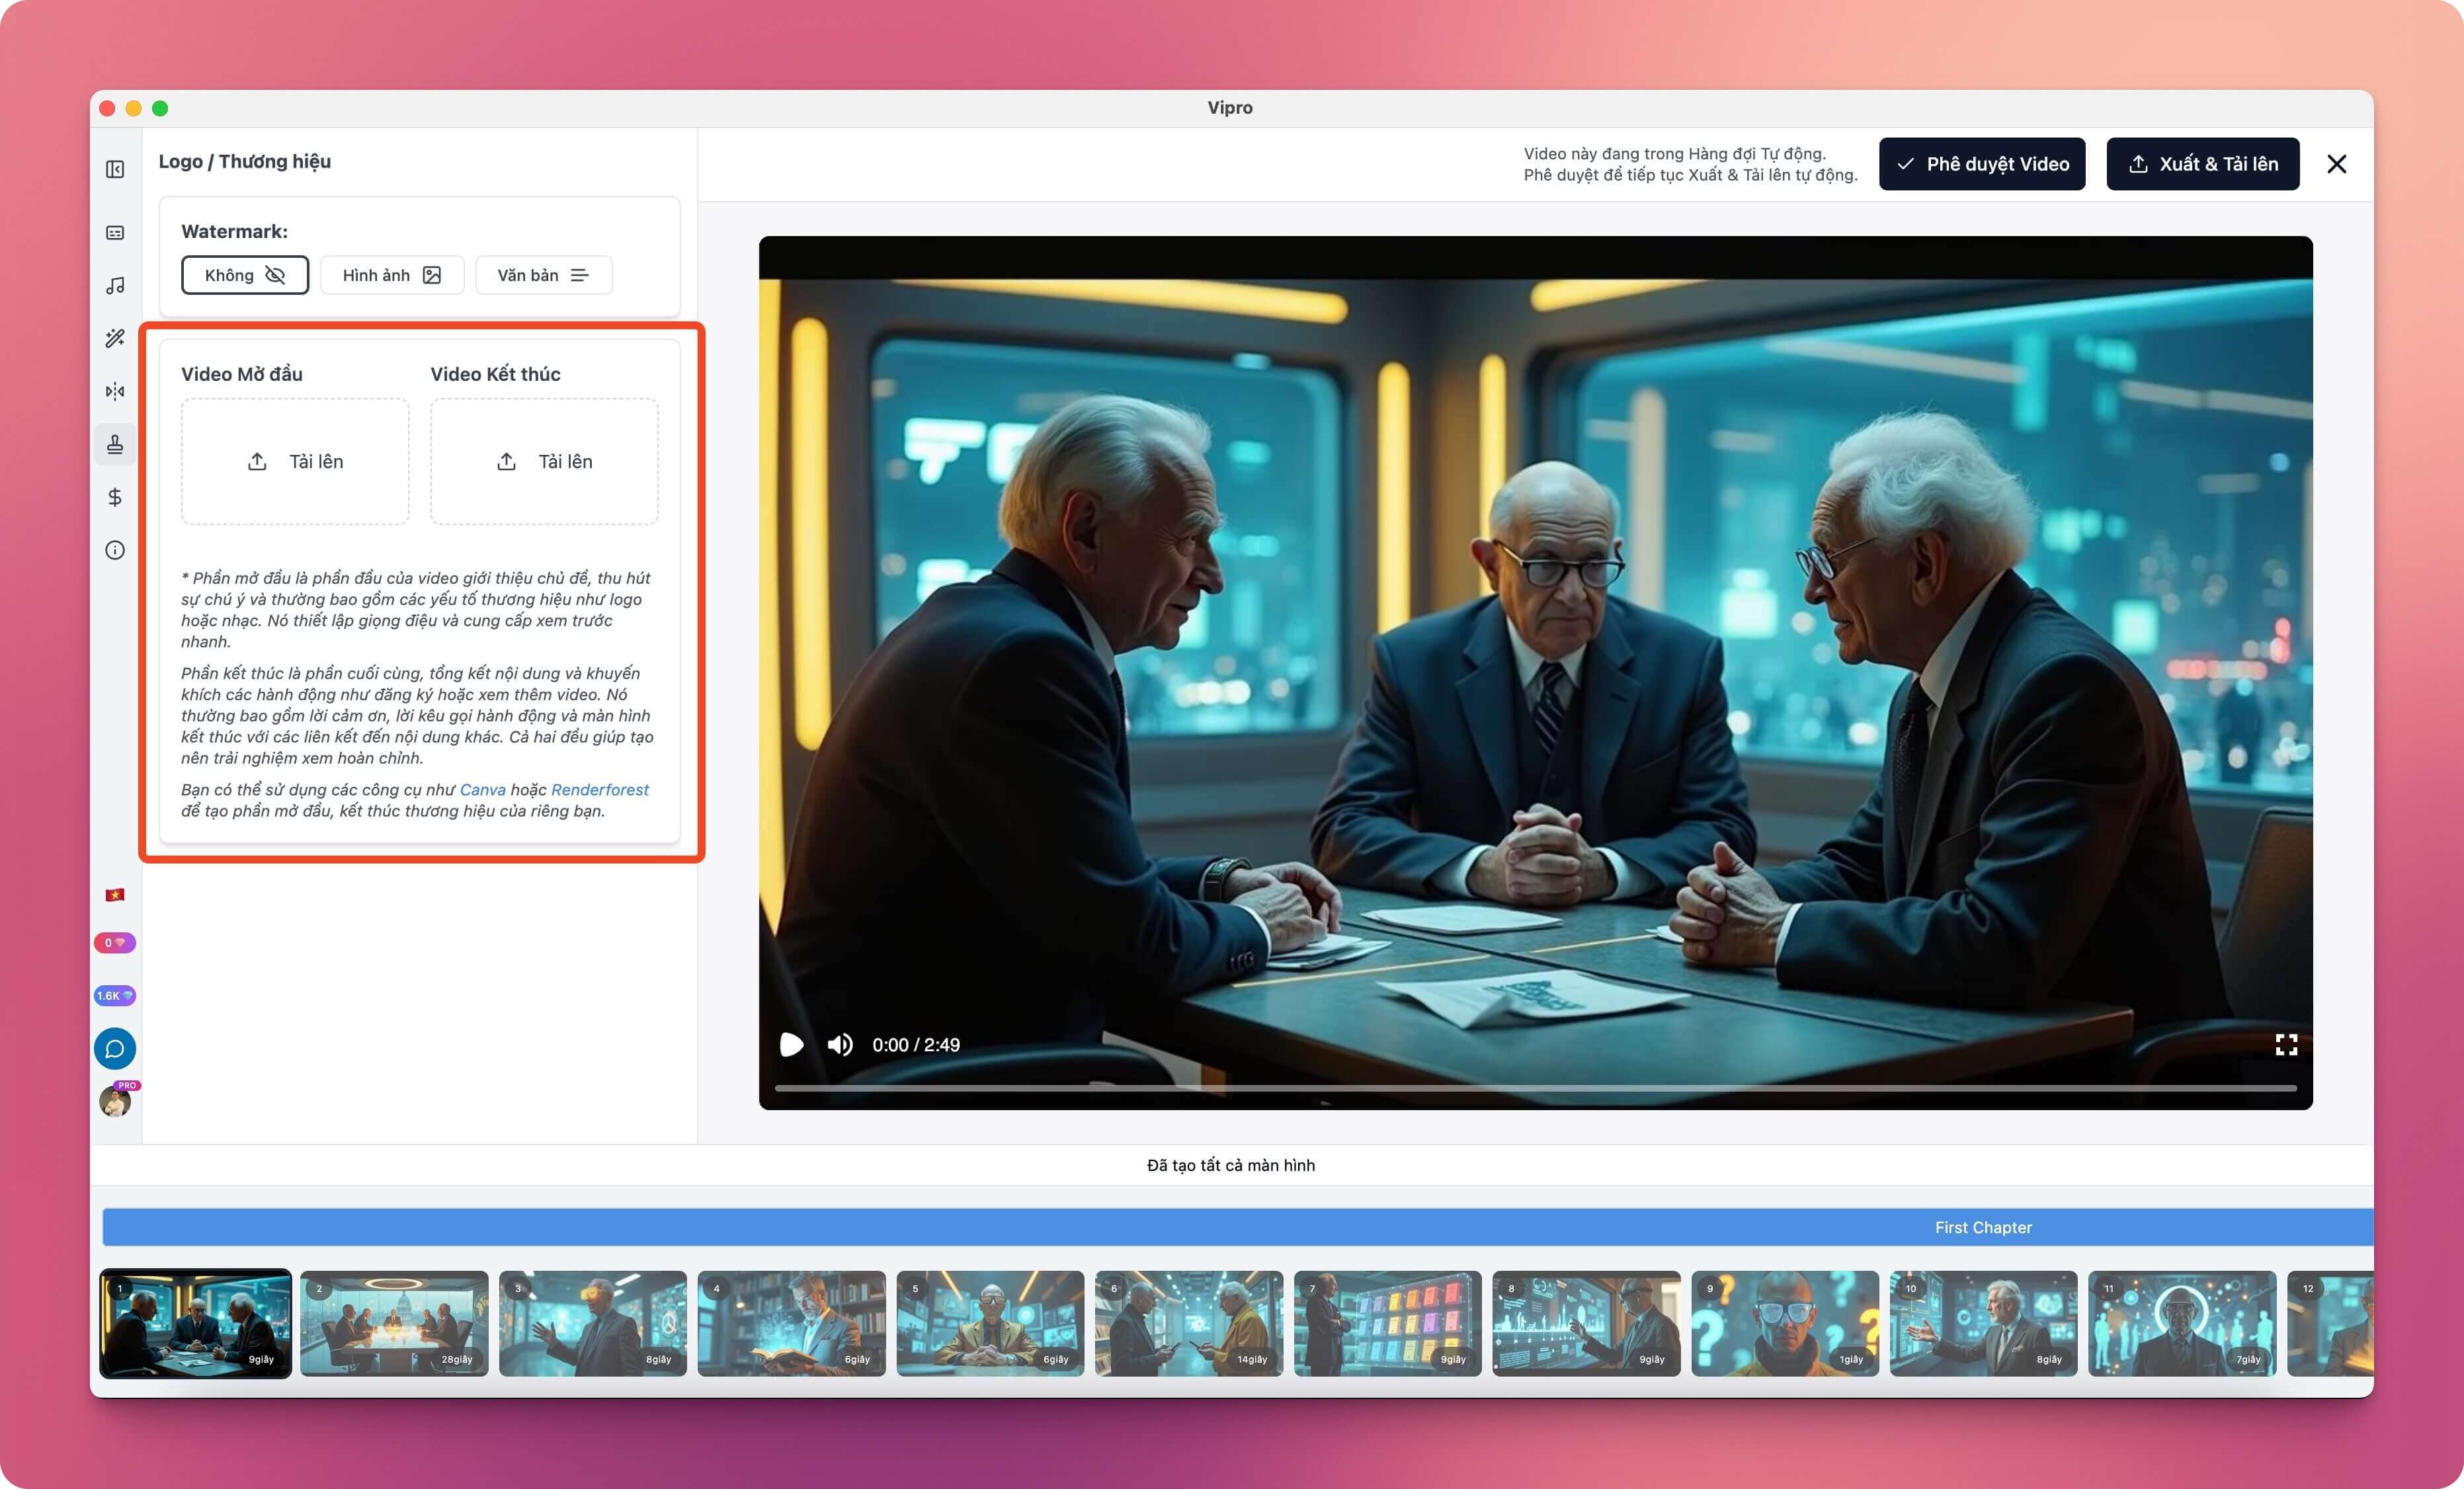 Vipro
Logo / Thương hiệu
Video này đang trong Hàng đợi Tự động.
Phê duyệt để tiếp tục Xuất & Tải lên tự động.
Phê duyệt Video
Xuất & Tải lên
Watermark:
Không
Hình ảnh
Văn bản
Video Mở đầu
Video Kết thúc
Tải lên
Tải lên
* Phần mở đầu là phần đầu của video giới thiệu chủ đề, thu hút
sự chú ý và thường bao gồm các yếu tố thương hiệu như logo
hoặc nhạc. Nó thiết lập giọng điệu và cung cấp xem trước
nhanh.
Phần kết thúc là phần cuối cùng, tổng kết nội dung và khuyến
khích các hành động như đăng ký hoặc xem thêm video. Nó
thường bao gồm lời cảm ơn, lời kêu gọi hành động và màn hình
kết thúc với các liên kết đến nội dung khác. Cả hai đều giúp tạo
nên trải nghiệm xem hoàn chỉnh.
Bạn có thể sử dụng các công cụ như Canva hoặc Renderforest
để tạo phần mở đầu, kết thúc thương hiệu của riêng bạn.
0
1.6K
PRO
0:00 / 2:49
Đã tạo tất cả màn hình
First Chapter
1
9giây
2
28giây
3
8giây
4
6giây
5
6giây
6
14giây
7
9giây
8
9giây
9
1giây
10
8giây
11
7giây
12